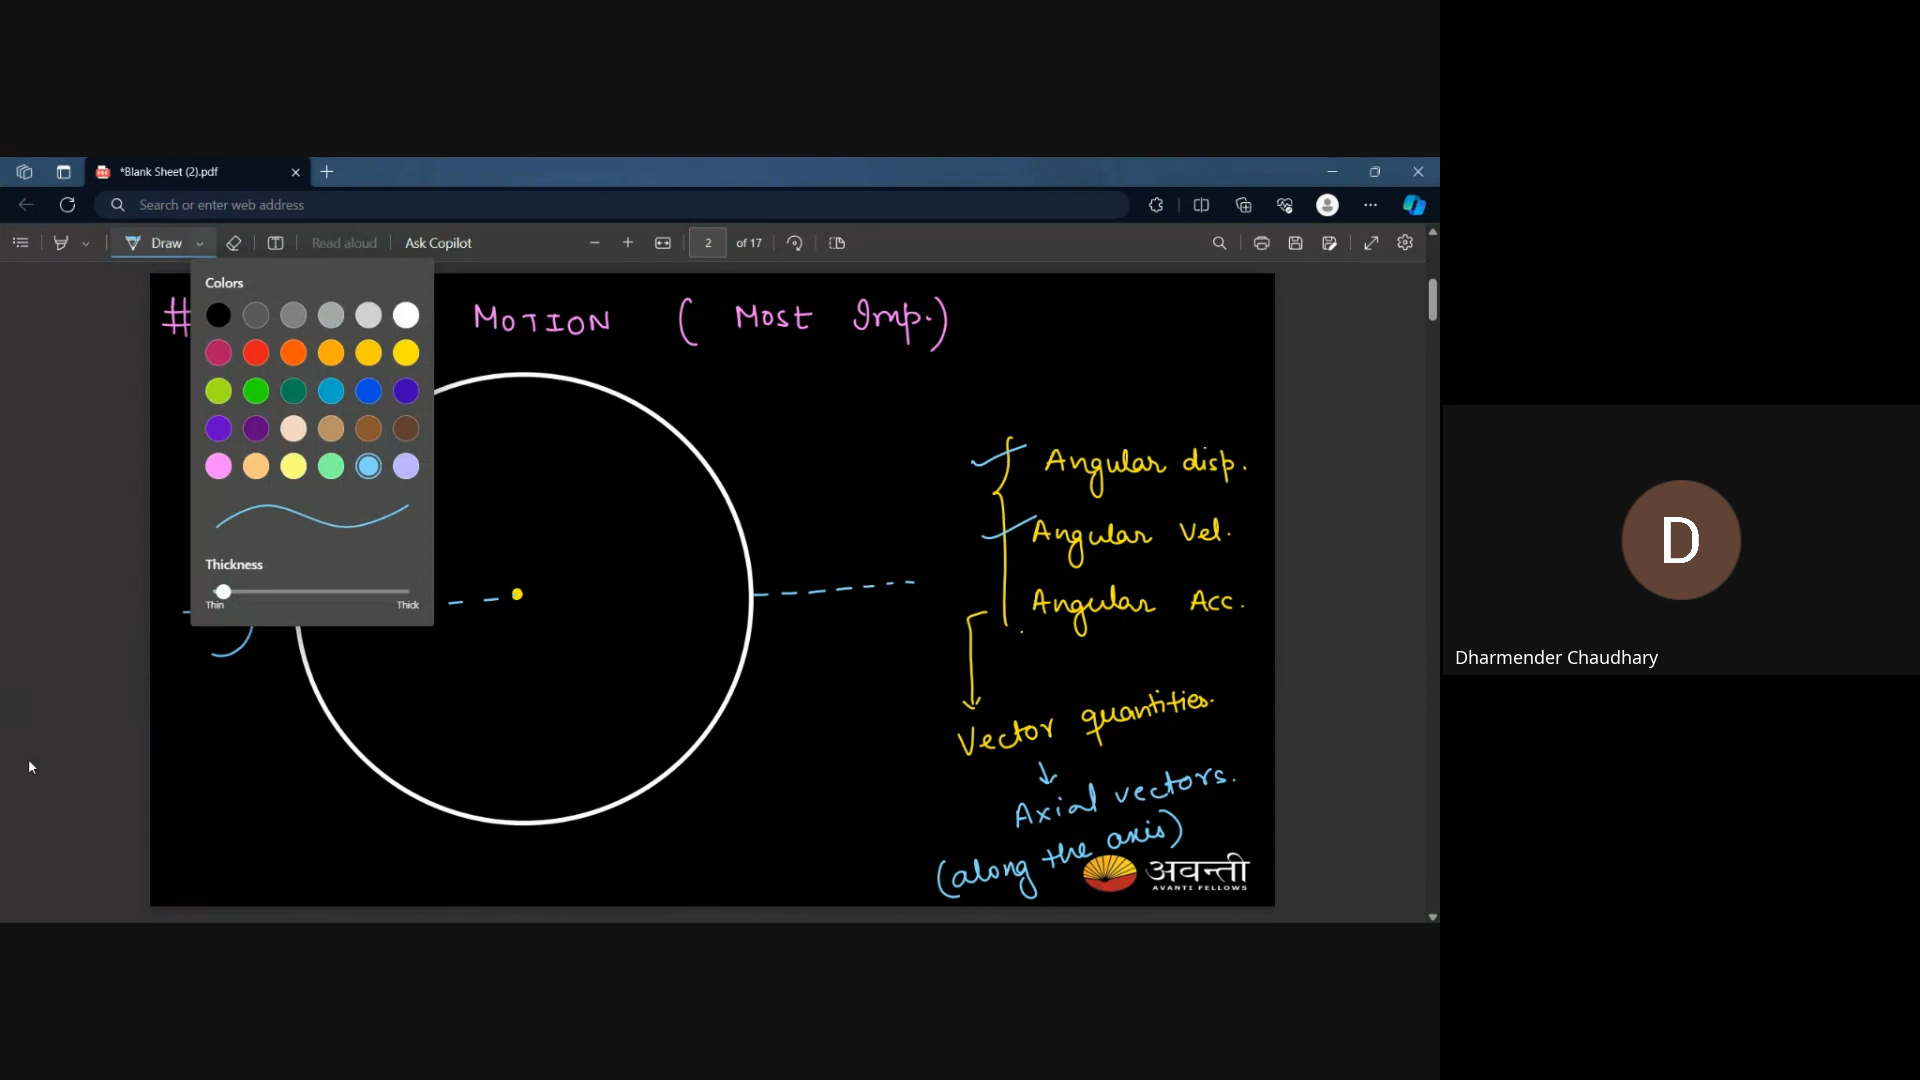 *Blank Sheet (2).pdf
Search or enter web address
Draw
Read aloud
Ask Copilot
2
of 17
Colors
Thickness
Thin
Thick
# MOTION ( Most Imp.)
Angular disp.
Angular Vel.
Angular Acc.
Vector quantities.
Axial vectors.
(along the axis)
अवन्ती
AVANTI FELLOWS
D
Dharmender Chaudhary